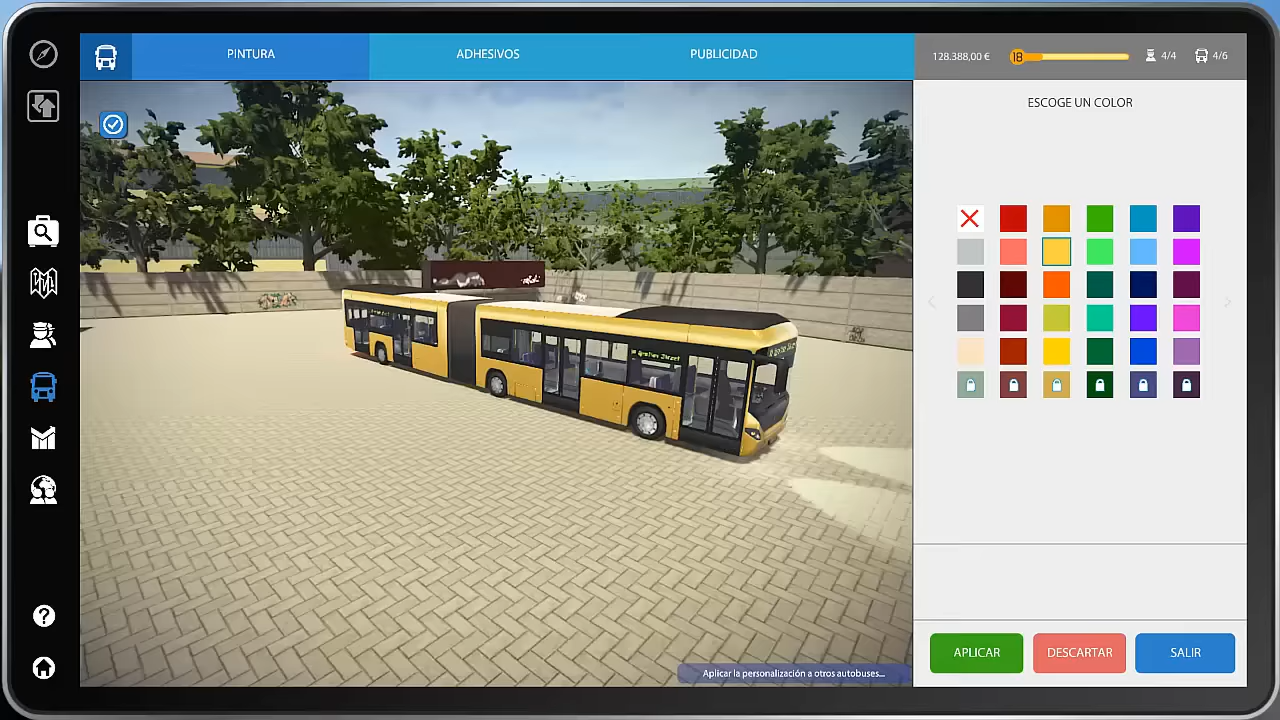 PINTURA
ADHESIVOS
PUBLICIDAD
128.388,00 €
18
4/4
4/6
ESCOGE UN COLOR
APLICAR
DESCARTAR
SALIR
Aplicar la personalización a otros autobuses...